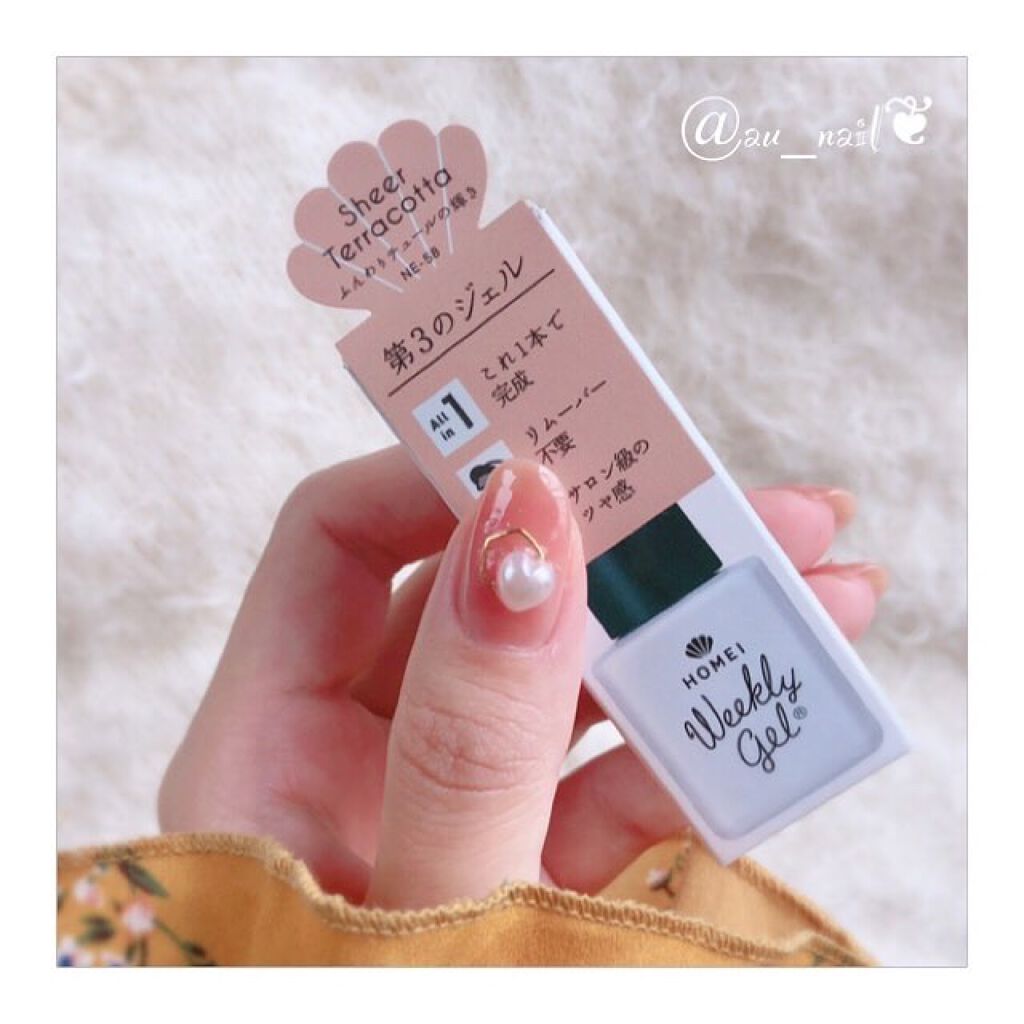 @au_nail
Sheer
Terracotta
ふんわりチュールの輝き
NE-58
第3のジェル
All in 1
これ1本で
完成
リムーバー
不要
サロン級の
ツヤ感
HOMEI
Weekly
Gel®